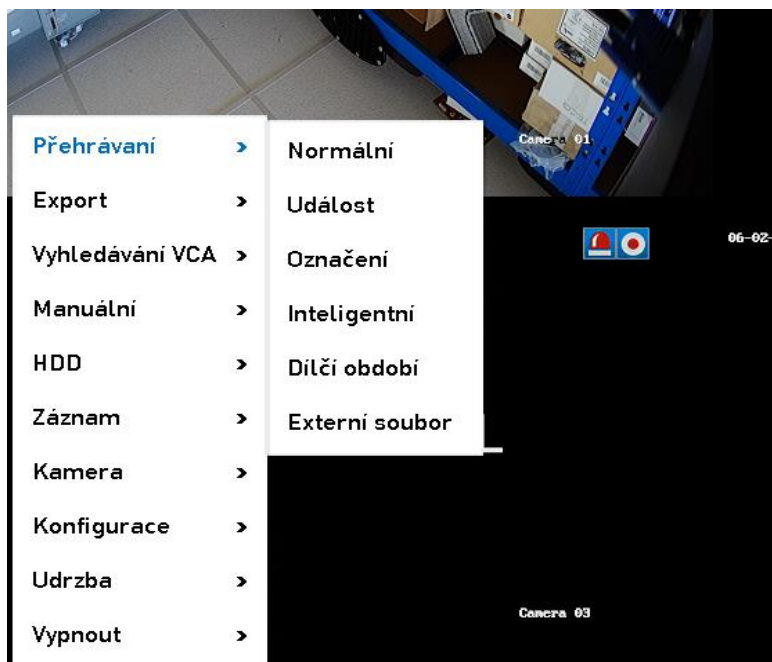 Camera 01
Přehrávaní
Export
Vyhledávání VCA
Manuální
HDD
Záznam
Kamera
Konfigurace
Udrzba
Vypnout
Normální
Událost
Označení
Inteligentní
Dílčí období
Externí soubor
06-02-
Camera 03